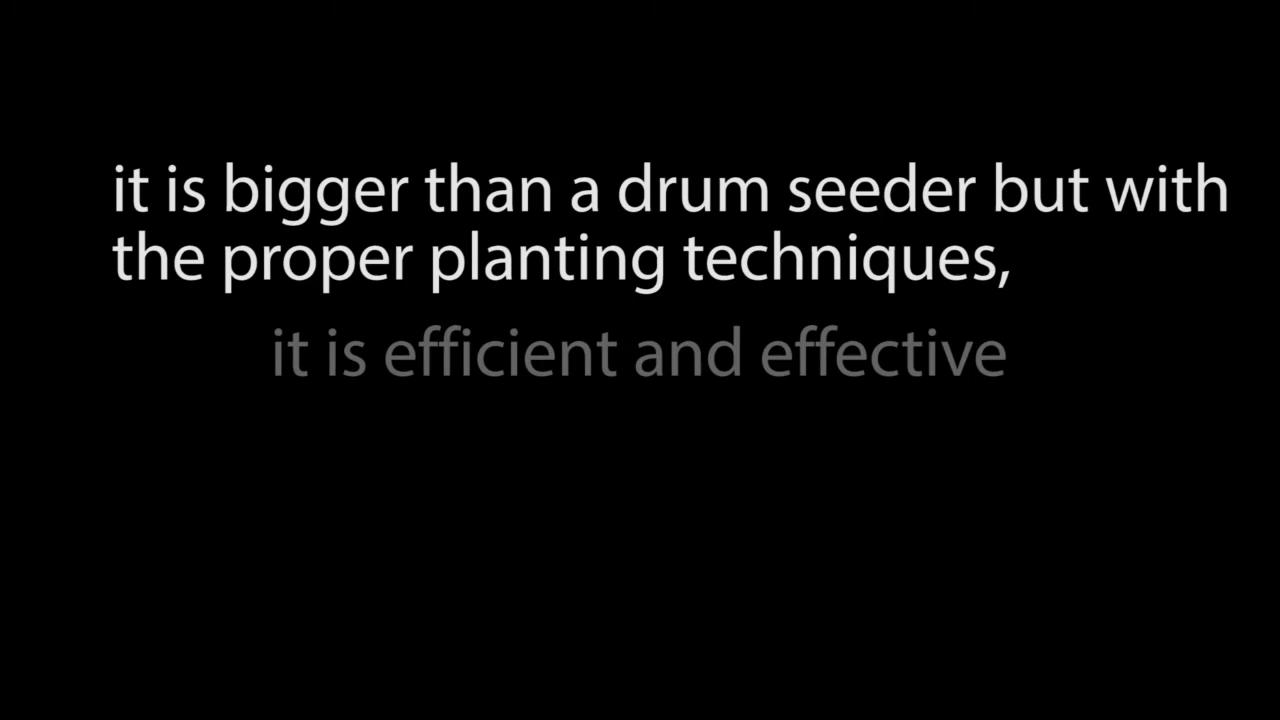 it is bigger than a drum seeder but with
the proper planting techniques,
it is efficient and effective